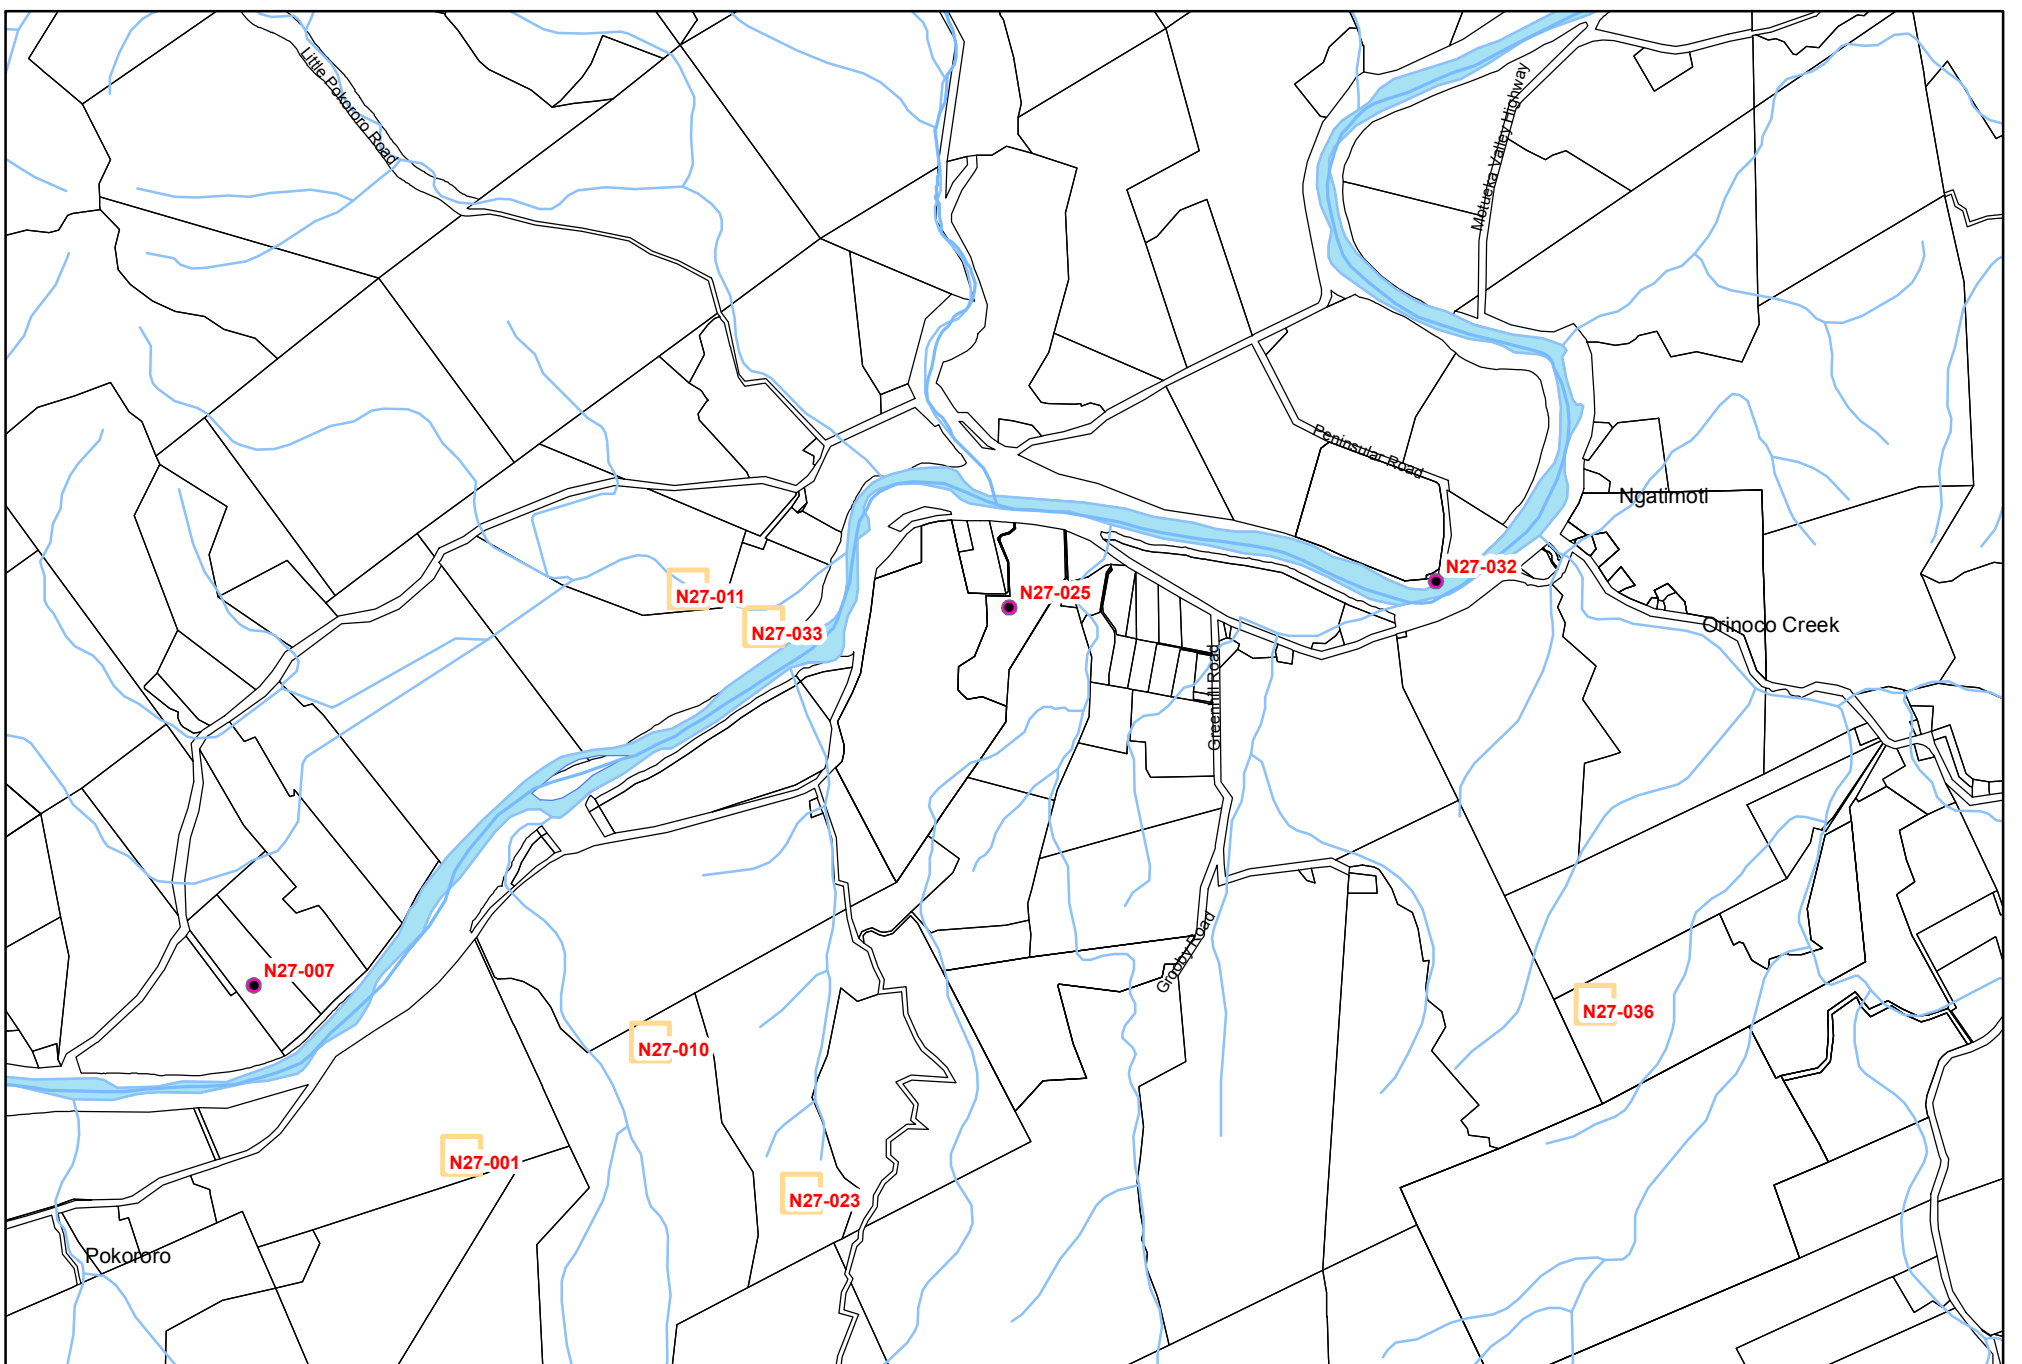 Little Pokororo Road
Motueka Valley Highway
Peninsular Road
Ngatimoti
N27-032
N27-011
N27-025
Orinoco Creek
N27-033
Greenhill Road
Grooby Road
N27-007
N27-036
N27-010
N27-001
N27-023
Pokororo